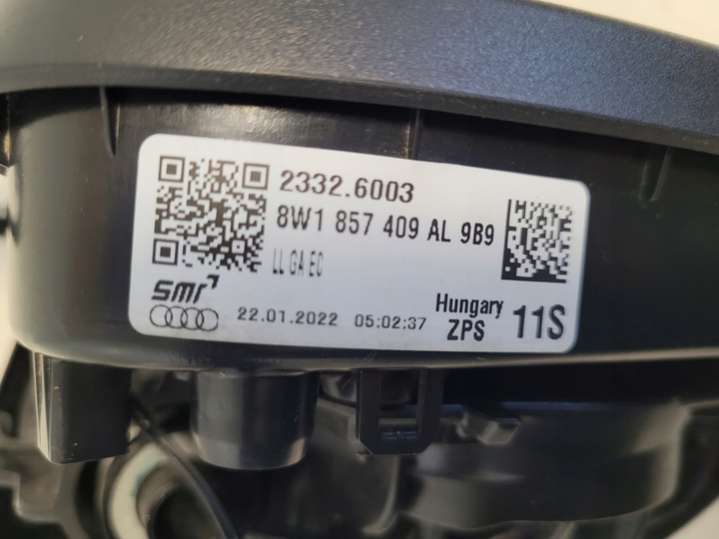 2332.6003
8W1 857 409 AL 9B9
LL GA EC
smr
22.01.2022 05:02:37
Hungary
ZPS
11S